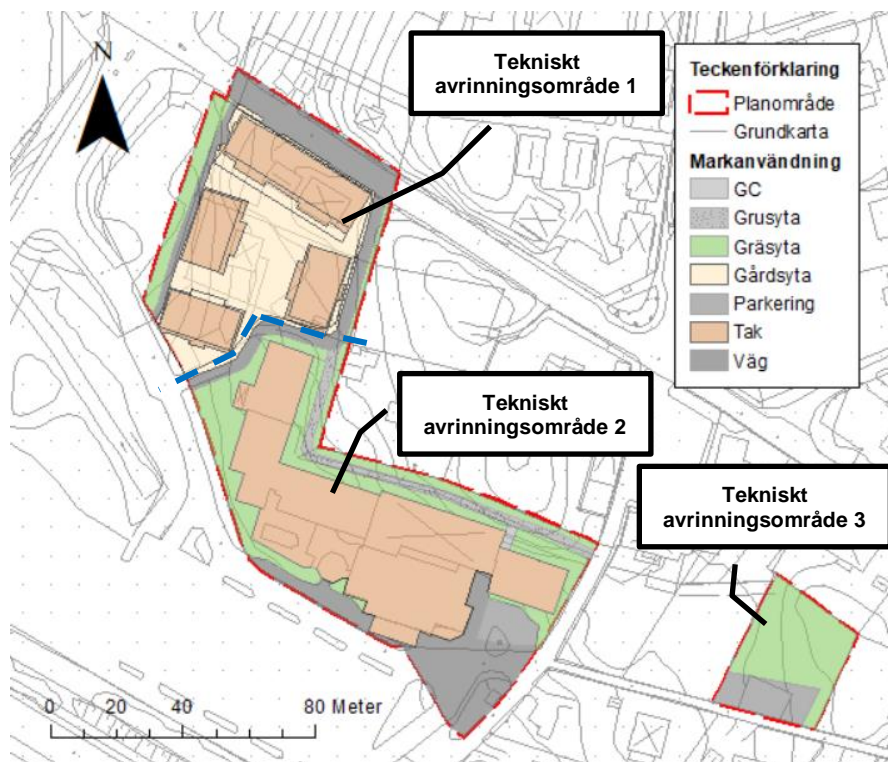 N
Tekniskt
avrinningsområde 1
Teckenförklaring
Planområde
Grundkarta
Markanvändning
GC
Grusyta
Gräsyta
Gårdsyta
Parkering
Tak
Väg
Tekniskt
avrinningsområde 2
Tekniskt
avrinningsområde 3
0 20 40 80 Meter